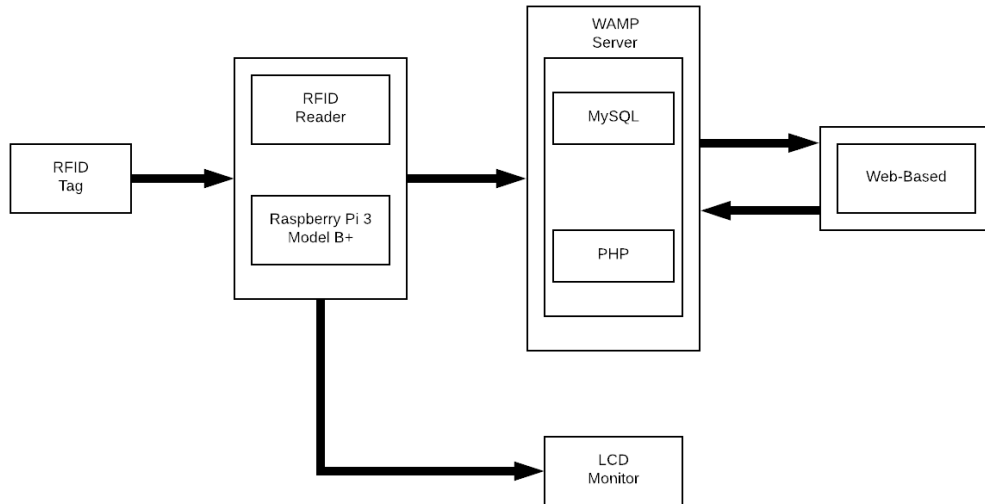 WAMP
Server
RFID
Reader
MySQL
RFID
Tag
Web-Based
Raspberry Pi 3
Model B+
PHP
LCD
Monitor